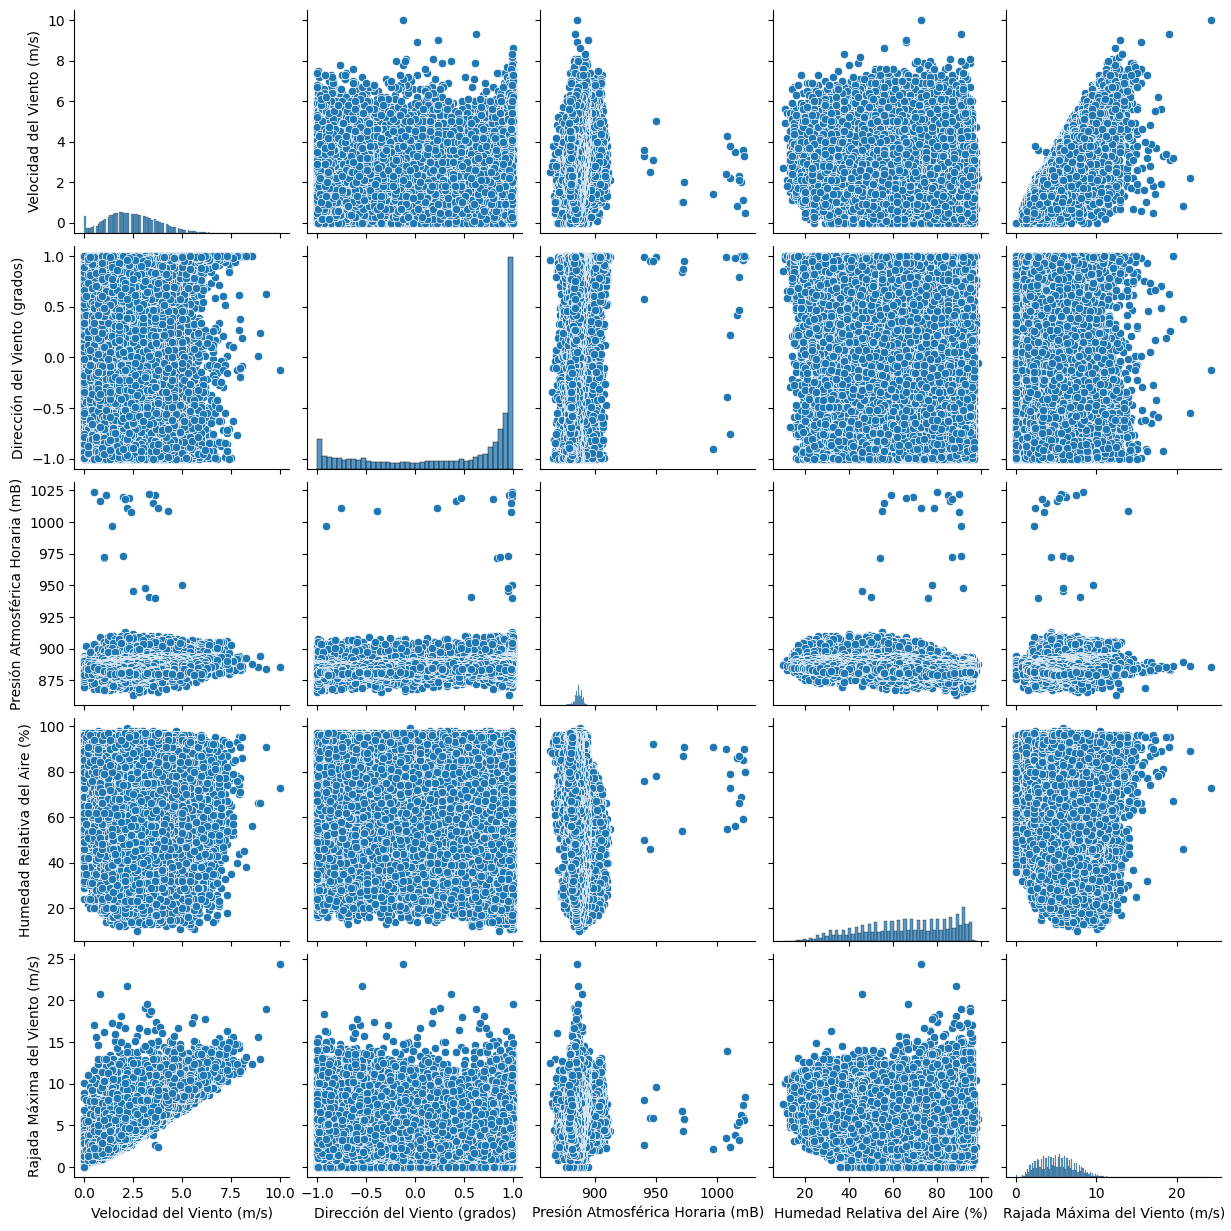 10
8
6
4
2
0
Velocidad del Viento (m/s)
1.0
0.5
0.0
−0.5
−1.0
Dirección del Viento (grados)
1025
1000
975
950
925
900
875
Presión Atmosférica Horaria (mB)
100
80
60
40
20
Humedad Relativa del Aire (%)
25
20
15
10
5
0
Rajada Máxima del Viento (m/s)
0.0 2.5 5.0 7.5 10.0
Velocidad del Viento (m/s)
−1.0 −0.5 0.0 0.5 1.0
Dirección del Viento (grados)
900 950 1000
Presión Atmosférica Horaria (mB)
20 40 60 80 100
Humedad Relativa del Aire (%)
0 10 20
Rajada Máxima del Viento (m/s)